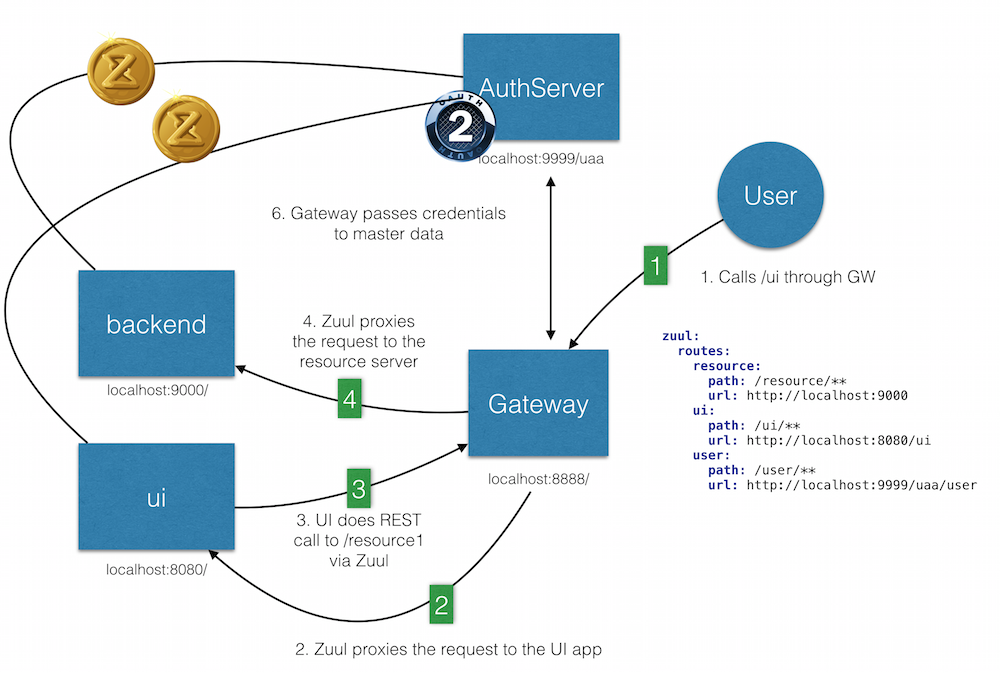 AuthServer
OAUTH
2
OAUTH
localhost:9999/uaa
User
6. Gateway passes credentials
to master data
1
1. Calls /ui through GW
backend
localhost:9000/
4. Zuul proxies
the request to the
resource server
4
Gateway
localhost:8888/
zuul:
  routes:
    resource:
      path: /resource/**
      url: http://localhost:9000
    ui:
      path: /ui/**
      url: http://localhost:8080/ui
    user:
      path: /user/**
      url: http://localhost:9999/uaa/user
ui
localhost:8080/
3
3. UI does REST
call to /resource1
via Zuul
2
2. Zuul proxies the request to the UI app